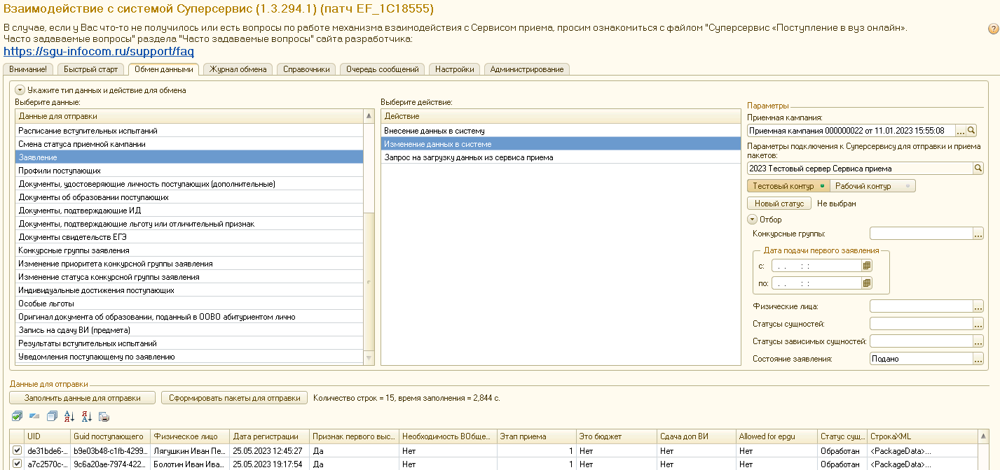 Взаимодействие с системой Суперсервис (1.3.294.1) (патч EF_1C18555)
В случае, если у Вас что-то не получилось или есть вопросы по работе механизма взаимодействия с Сервисом приема, просим ознакомиться с файлом "Суперсервис «Поступление в вуз онлайн».
Часто задаваемые вопросы" раздела "Часто задаваемые вопросы" сайта разработчика:
https://sgu-infocom.ru/support/faq
Внимание! Быстрый старт Обмен данными Журнал обмена Справочники Очередь сообщений Настройки Администрирование
Укажите тип данных и действие для обмена
Выберите данные:
Данные для отправки
Расписание вступительных испытаний
Смена статуса приемной кампании
Заявление
Профили поступающих
Документы, удостоверяющие личность поступающих (дополнительные)
Документы об образовании поступающих
Документы, подтверждающие ИД
Документы, подтверждающие льготу или отличительный признак
Документы свидетельств ЕГЭ
Конкурсные группы заявления
Изменение приоритета конкурсной группы заявления
Изменение статуса конкурсной группы заявления
Индивидуальные достижения поступающих
Особые льготы
Оригинал документа об образовании, поданный в ООВО абитуриентом лично
Запись на сдачу ВИ (предмета)
Результаты вступительных испытаний
Уведомления поступающему по заявлению
Выберите действие:
Действие
Внесение данных в систему
Изменение данных в системе
Запрос на загрузку данных из сервиса приема
Параметры
Приемная кампания:
Приемная кампания 000000022 от 11.01.2023 15:55:08 ...
Параметры подключения к Суперсервису для отправки и приема
пакетов:
2023 Тестовый сервер Сервиса приема
Тестовый контур Рабочий контур
Новый статус Не выбран
Отбор
Конкурсные группы: ...
Дата подачи первого заявления
с: . . : :
по: . . : :
Физические лица: ...
Статусы сущностей: ...
Статусы зависимых сущностей: ...
Состояние заявления: Подано ...
Данные для отправки
Заполнить данные для отправки Сформировать пакеты для отправки Количество строк = 15, время заполнения = 2,844 с.
UID Guid поступающего Физическое лицо Дата регистрации Признак первого выс... Необходимость ВОбще... Этап приема Это бюджет Сдача доп ВИ Allowed for epgu Статус сущ... СтрокаXML
de31bde6-... b9e03b48-c1fb-4299... Лягушкин Иван Пе... 25.05.2023 12:45:27 Да Нет 1 Нет Нет Нет Обработан <PackageData>...
a7c2570c-... 9c6a20ae-7974-422... Болотин Иван Ива... 25.05.2023 19:17:54 Да Нет 1 Нет Нет Нет Обработан <PackageData>...